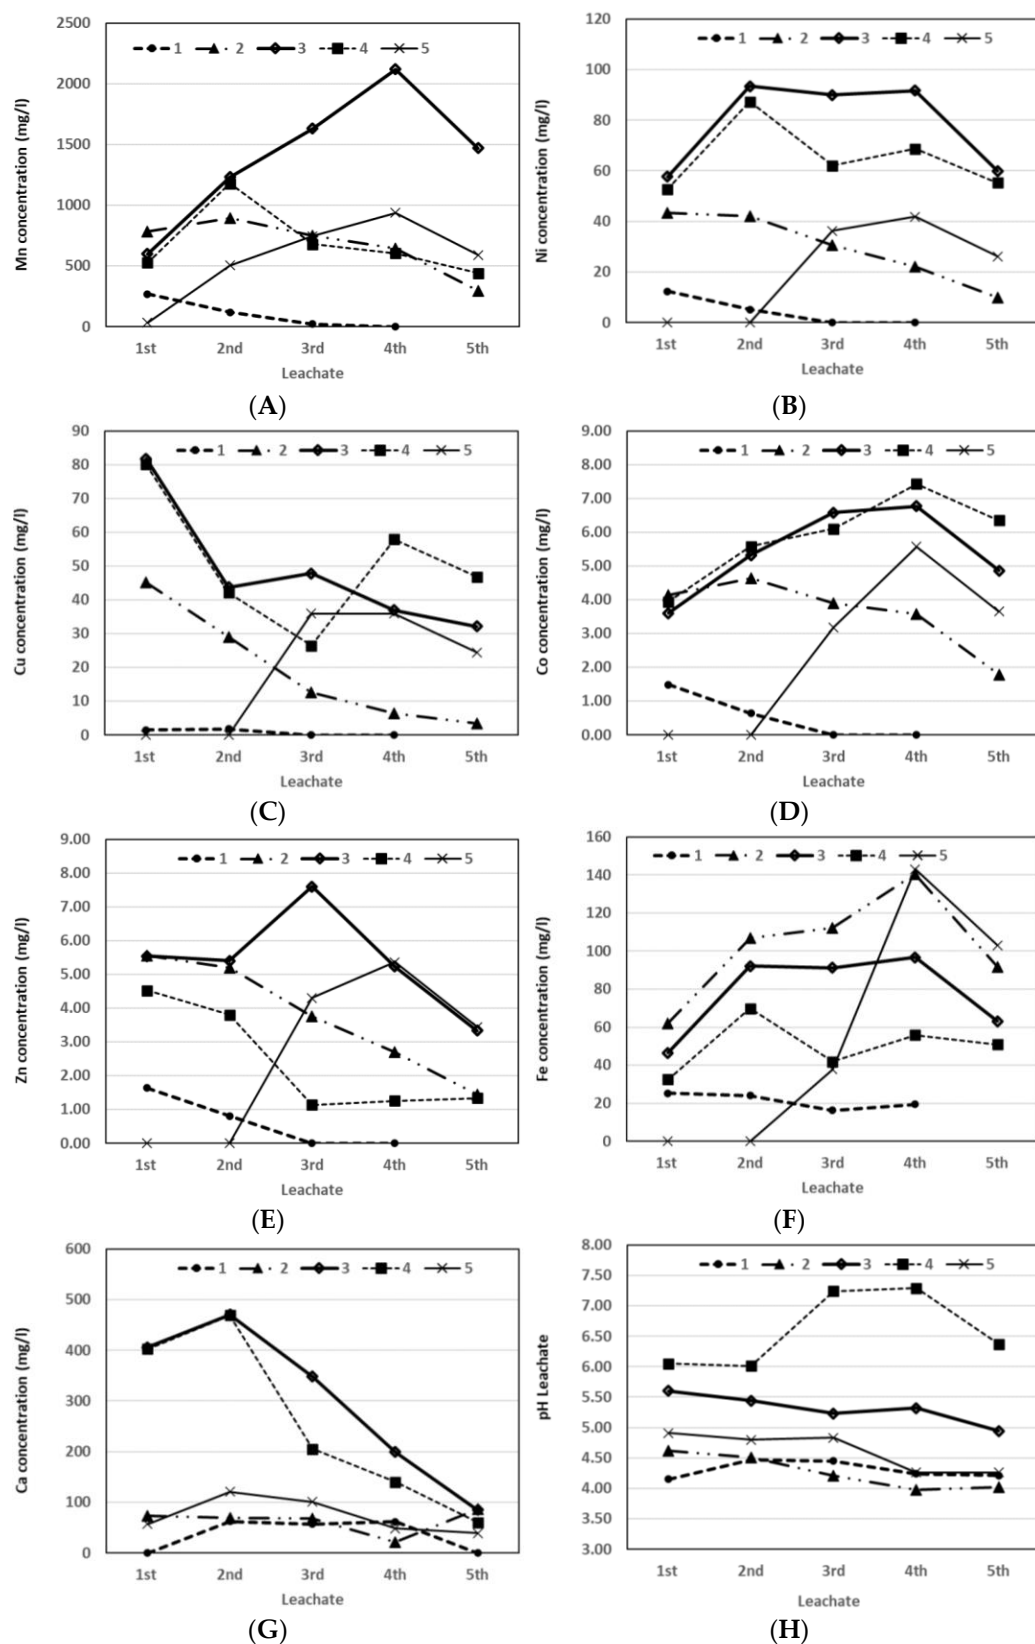 Mn concentration (mg/l)
2500
2000
1500
1000
500
0
1 2 3 4 5
1st 2nd 3rd 4th 5th
Leachate
(A)
Ni concentration (mg/l)
120
100
80
60
40
20
0
1 2 3 4 5
1st 2nd 3rd 4th 5th
Leachate
(B)
Cu concentration (mg/l)
90
80
70
60
50
40
30
20
10
0
1 2 3 4 5
1st 2nd 3rd 4th 5th
Leachate
(C)
Co concentration (mg/l)
9.00
8.00
7.00
6.00
5.00
4.00
3.00
2.00
1.00
0.00
1 2 3 4 5
1st 2nd 3rd 4th 5th
Leachate
(D)
Zn concentration (mg/l)
9.00
8.00
7.00
6.00
5.00
4.00
3.00
2.00
1.00
0.00
1 2 3 4 5
1st 2nd 3rd 4th 5th
Leachate
(E)
Fe concentration (mg/l)
160
140
120
100
80
60
40
20
0
1 2 3 4 5
1st 2nd 3rd 4th 5th
Leachate
(F)
Ca concentration (mg/l)
600
500
400
300
200
100
0
1 2 3 4 5
1st 2nd 3rd 4th 5th
Leachate
(G)
pH Leachate
8.00
7.50
7.00
6.50
6.00
5.50
5.00
4.50
4.00
3.50
3.00
1 2 3 4 5
1st 2nd 3rd 4th 5th
Leachate
(H)